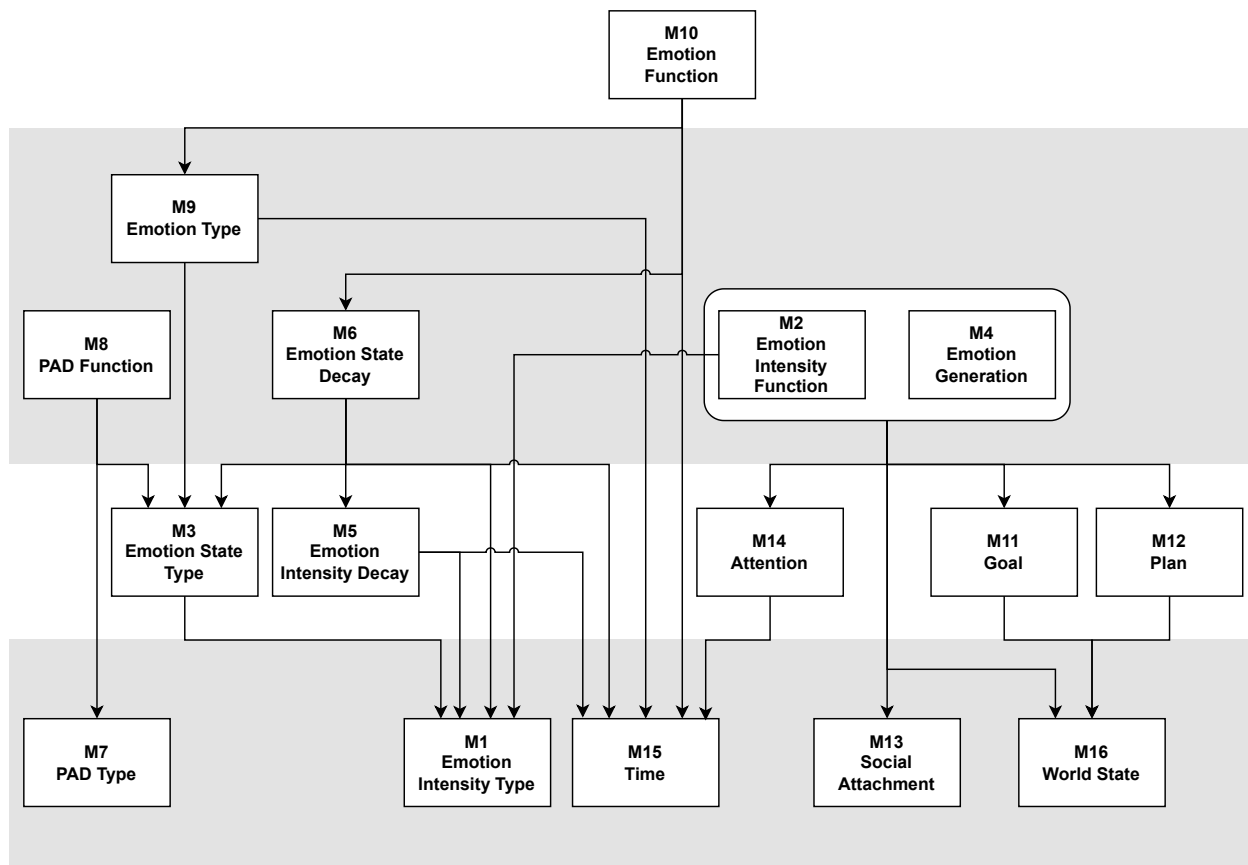 M10
Emotion
Function
M9
Emotion Type
M8
PAD Function
M6
Emotion State
Decay
M2
Emotion
Intensity
Function
M4
Emotion
Generation
M3
Emotion State
Type
M5
Emotion
Intensity Decay
M14
Attention
M11
Goal
M12
Plan
M7
PAD Type
M1
Emotion
Intensity Type
M15
Time
M13
Social
Attachment
M16
World State